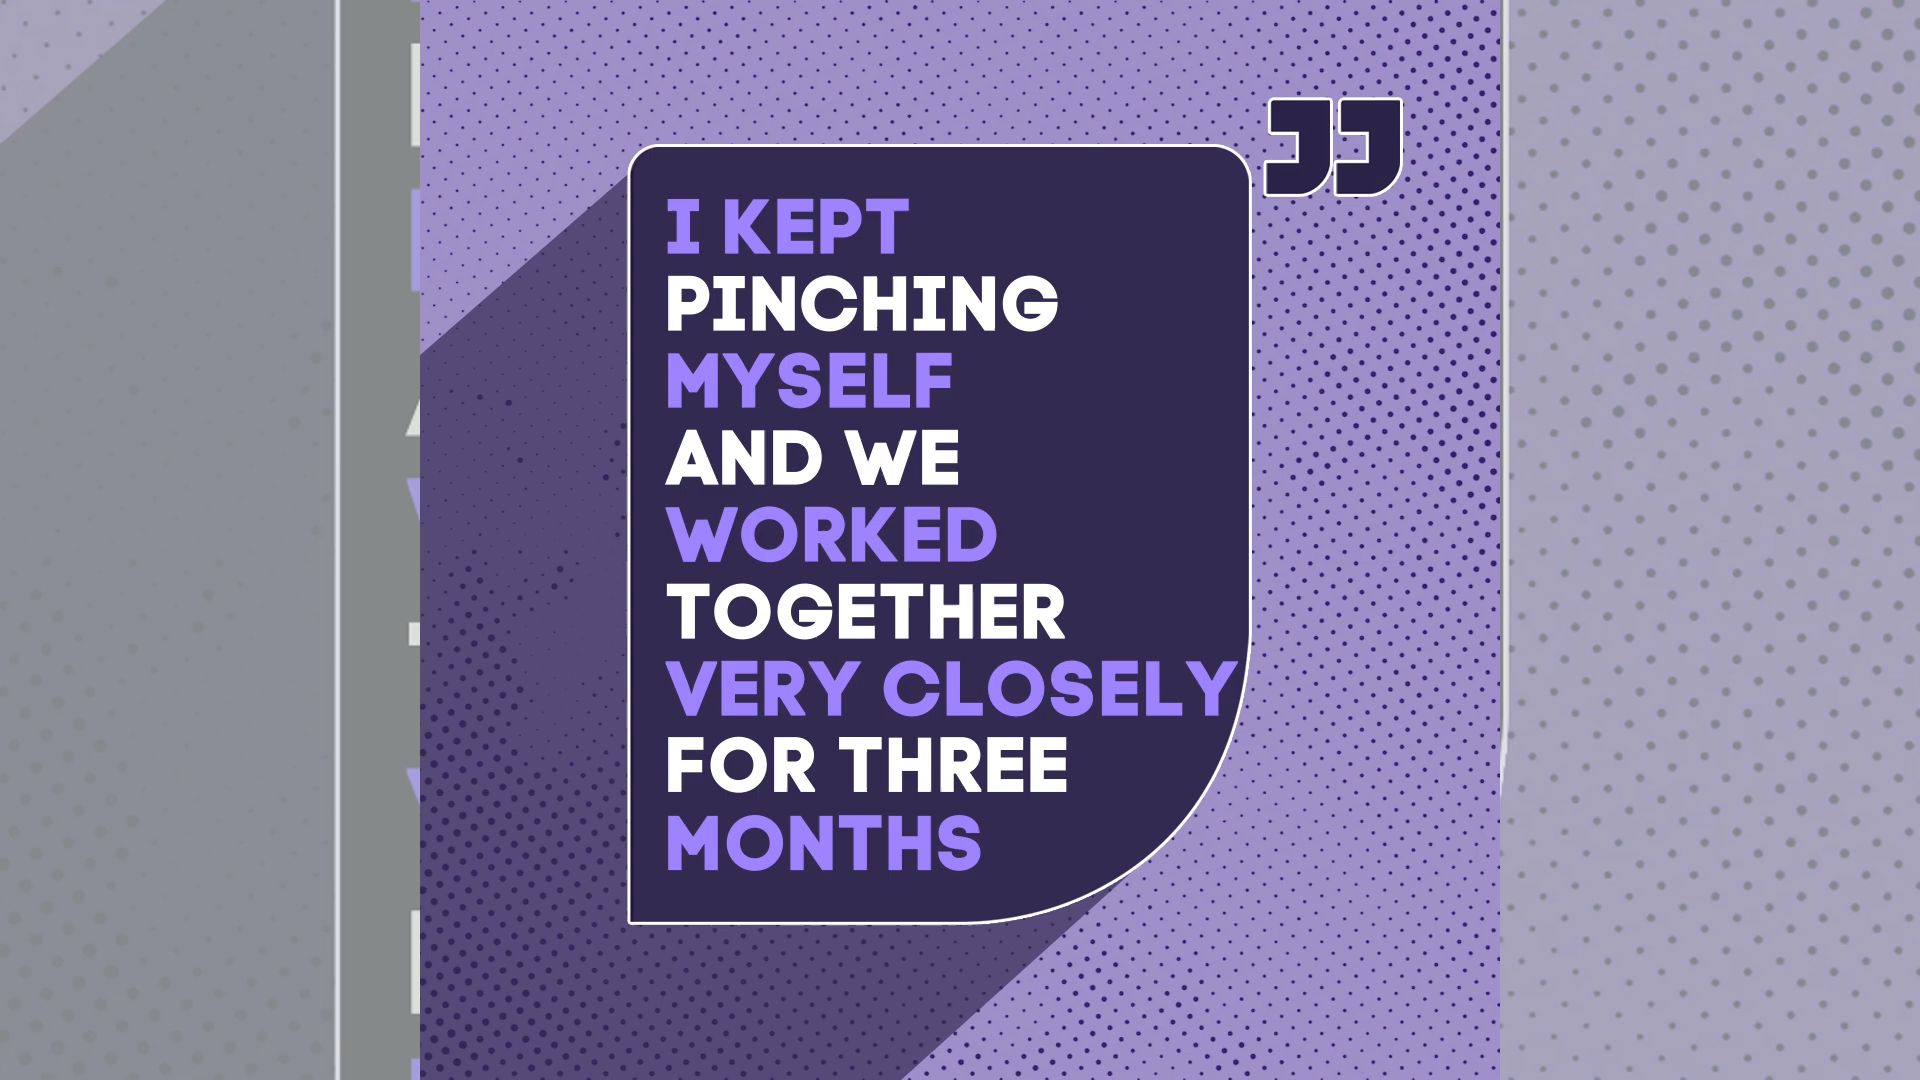 ”
I KEPT
PINCHING
MYSELF
AND WE
WORKED
TOGETHER
VERY CLOSELY
FOR THREE
MONTHS